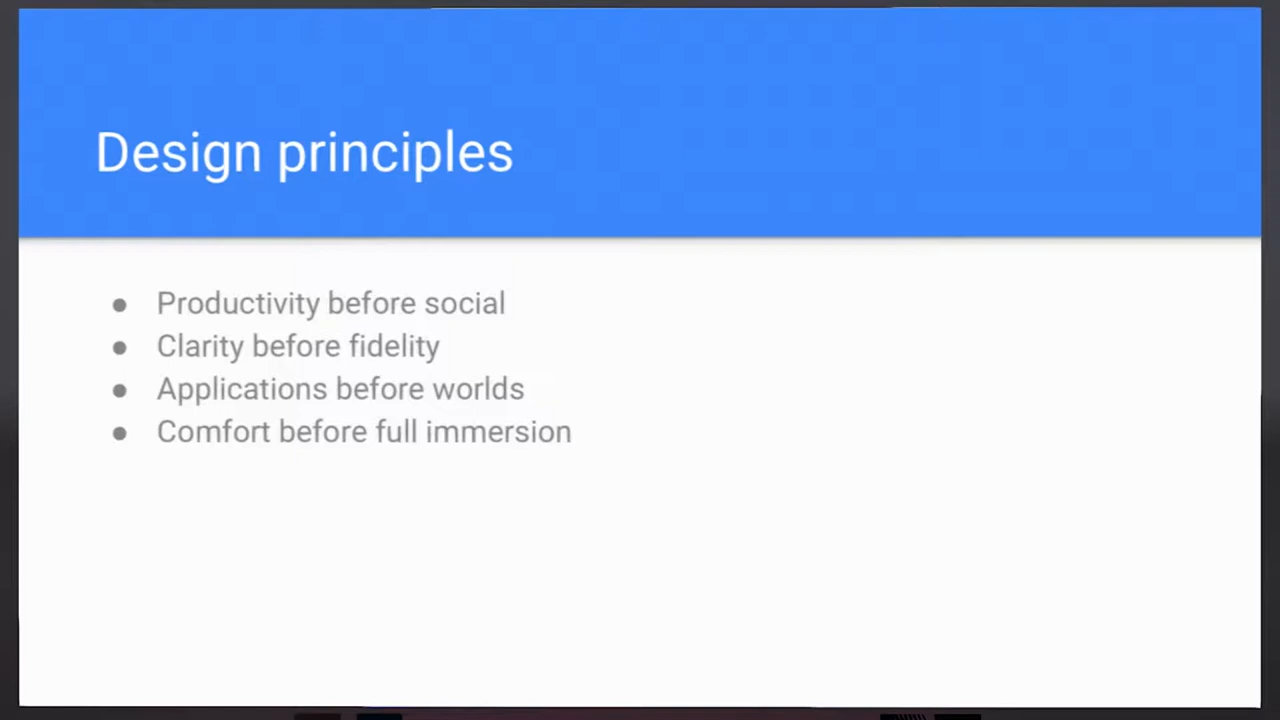 Design principles
● Productivity before social
● Clarity before fidelity
● Applications before worlds
● Comfort before full immersion